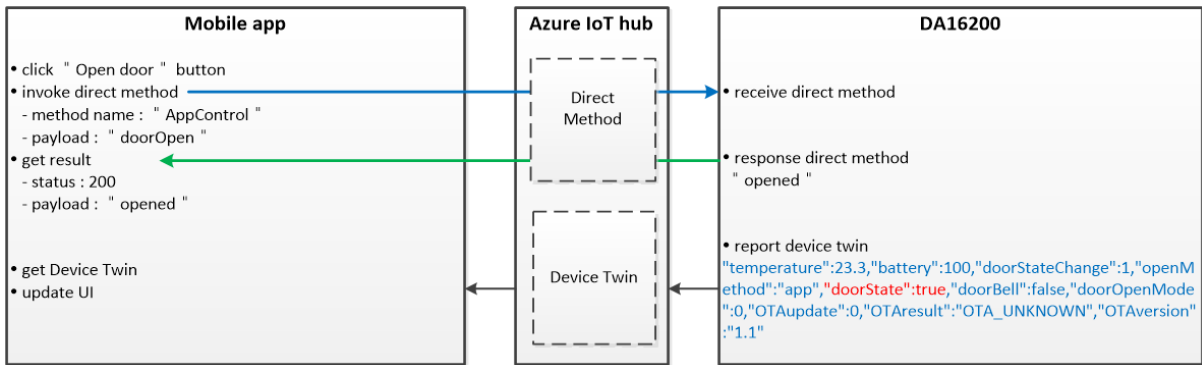 Mobile app
• click " Open door " button
• invoke direct method
- method name : " AppControl "
- payload : " doorOpen "
• get result
- status : 200
- payload : " opened "
• get Device Twin
• update UI
Azure IoT hub
Direct
Method
Device Twin
DA16200
• receive direct method
• response direct method
" opened "
• report device twin
"temperature":23.3,"battery":100,"doorStateChange":1,"openM
ethod":"app","doorState":true,"doorBell":false,"doorOpenMode
":0,"OTAupdate":0,"OTAresult":"OTA_UNKNOWN","OTAversion"
:"1.1"